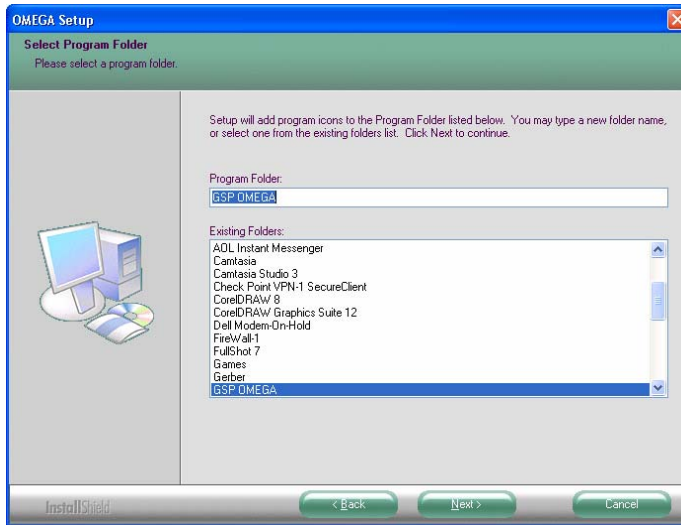 OMEGA Setup
Select Program Folder
Please select a program folder.
Setup will add program icons to the Program Folder listed below. You may type a new folder name,
or select one from the existing folders list. Click Next to continue.
Program Folder:
GSP OMEGA
Existing Folders:
AOL Instant Messenger
Camtasia
Camtasia Studio 3
Check Point VPN-1 SecureClient
CorelDRAW 8
CorelDRAW Graphics Suite 12
Dell Modem-On-Hold
FireWall-1
FullShot 7
Games
Gerber
GSP OMEGA
InstallShield
< Back
Next >
Cancel